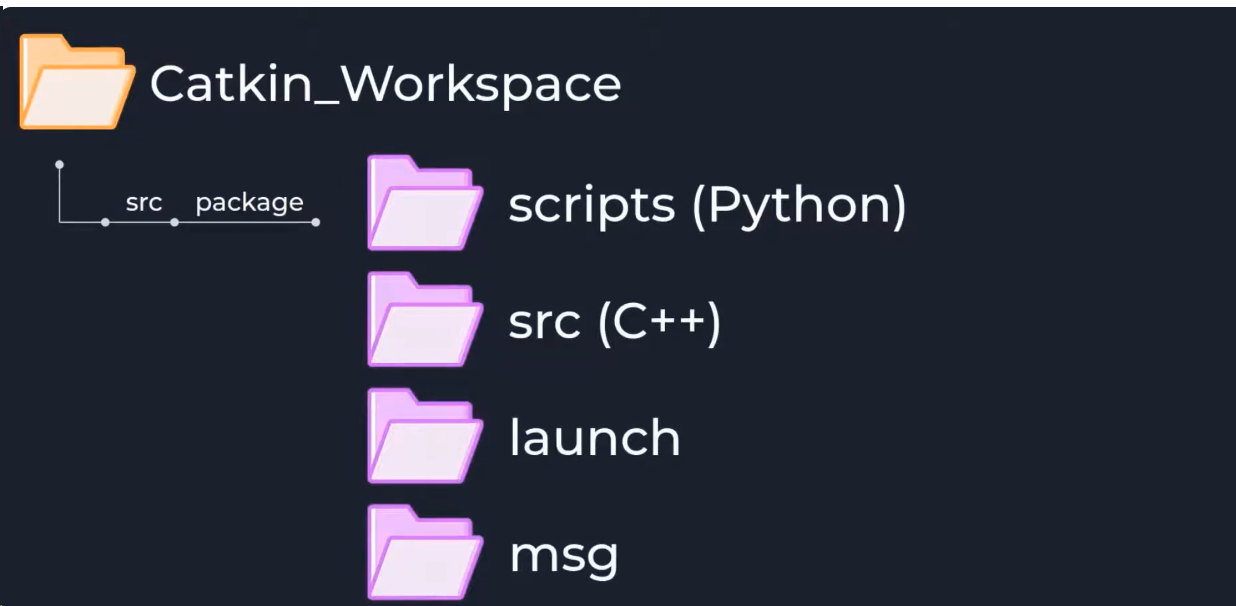 Catkin_Workspace
src package
scripts (Python)
src (C++)
launch
msg